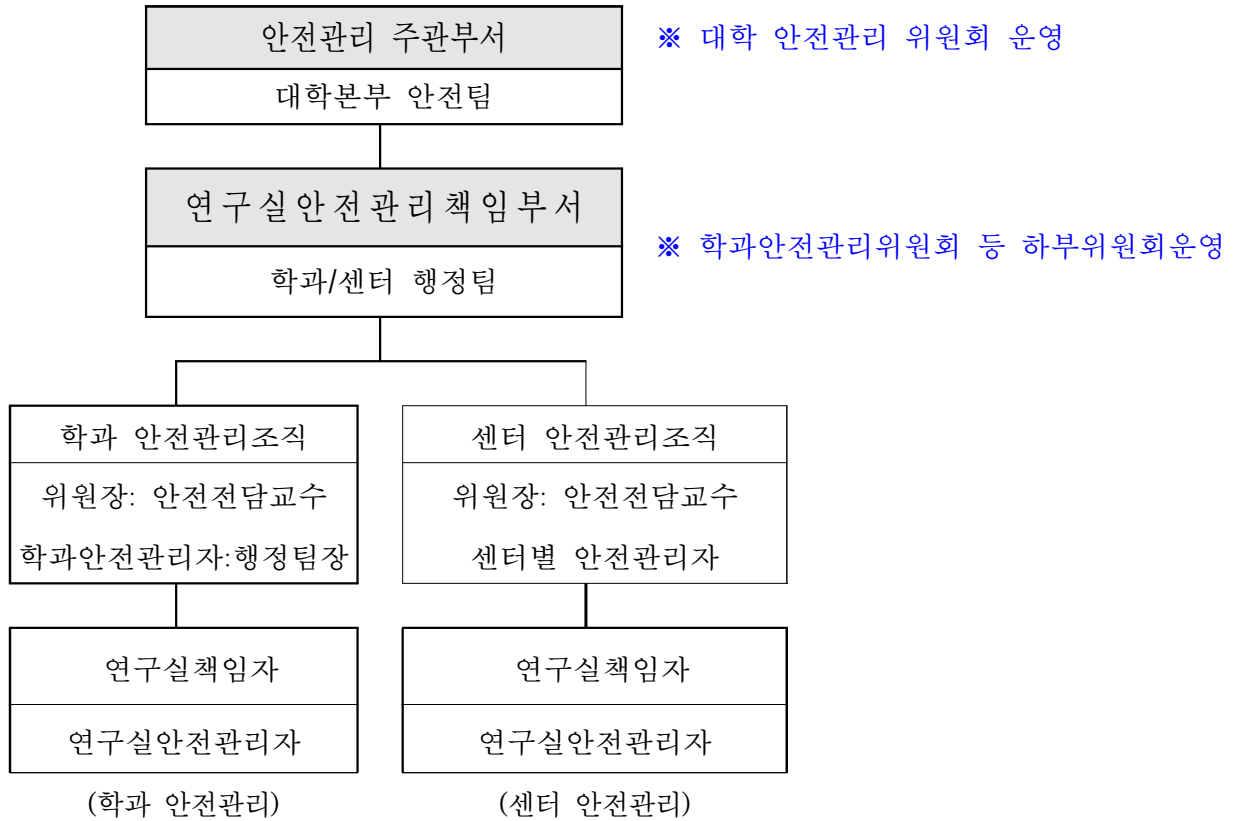 안전관리 주관부서
※ 대학 안전관리 위원회 운영
대학본부 안전팀
연구실안전관리책임부서
※ 학과안전관리위원회 등 하부위원회운영
학과/센터 행정팀
학과 안전관리조직
위원장: 안전전담교수
학과안전관리자:행정팀장
센터 안전관리조직
위원장: 안전전담교수
센터별 안전관리자
연구실책임자
연구실안전관리자
(학과 안전관리)
연구실책임자
연구실안전관리자
(센터 안전관리)